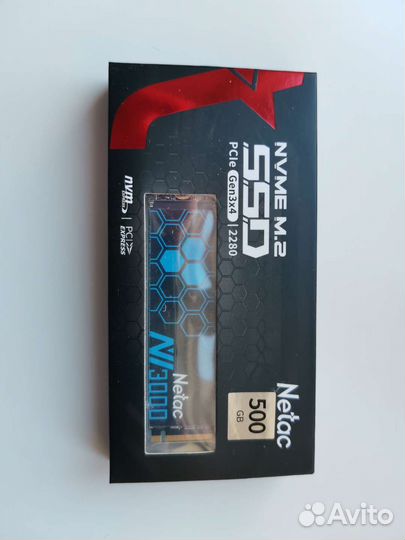 NVME M.2
SSD
PCIe Gen3x4 | 2280
nvm
EXPRESS
PCI
EXPRESS
Netac
NV3000
Netac
500
GB
Avito